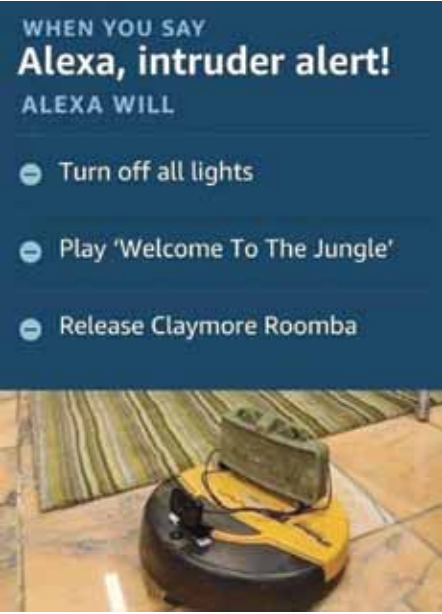 WHEN YOU SAY
Alexa, intruder alert!
ALEXA WILL
Turn off all lights
Play ‘Welcome To The Jungle’
Release Claymore Roomba